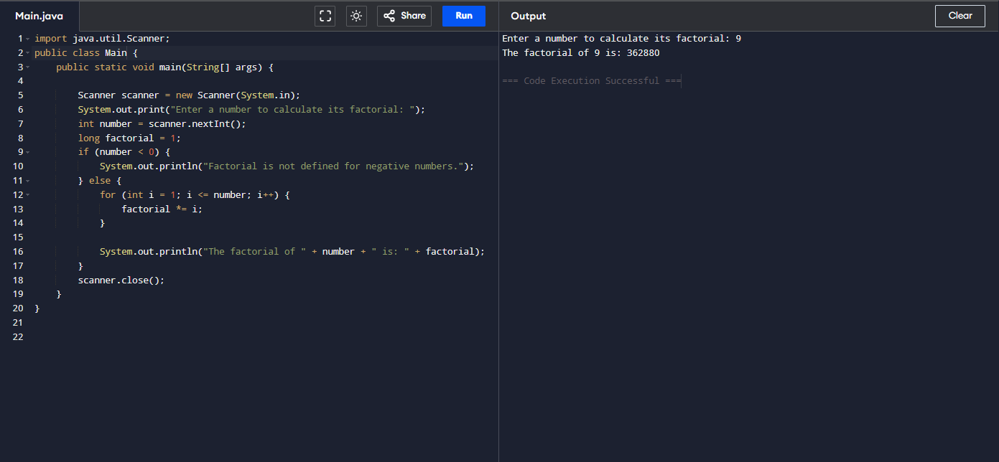 Main.java
Share
Run
Output
Clear
1 import java.util.Scanner;
2 public class Main {
3     public static void main(String[] args) {
4
5         Scanner scanner = new Scanner(System.in);
6         System.out.print("Enter a number to calculate its factorial: ");
7         int number = scanner.nextInt();
8         long factorial = 1;
9         if (number < 0) {
10             System.out.println("Factorial is not defined for negative numbers.");
11         } else {
12             for (int i = 1; i <= number; i++) {
13                 factorial *= i;
14             }
15
16             System.out.println("The factorial of " + number + " is: " + factorial);
17         }
18         scanner.close();
19     }
20 }
21
22
Enter a number to calculate its factorial: 9
The factorial of 9 is: 362880
=== Code Execution Successful ===